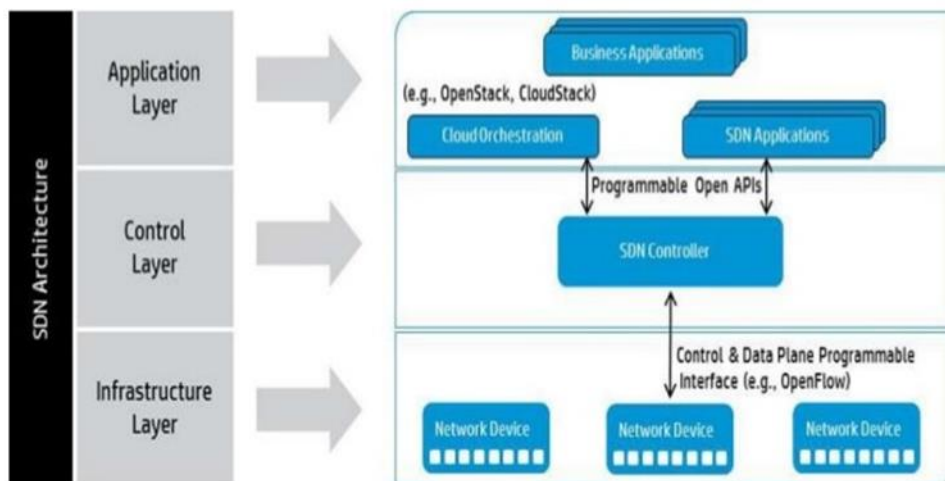 SDN Architecture
Application
Layer
Business Applications
(e.g., OpenStack, CloudStack)
Cloud Orchestration
SDN Applications
Programmable Open APIs
Control
Layer
SDN Controller
Control & Data Plane Programmable
Interface (e.g., OpenFlow)
Infrastructure
Layer
Network Device
Network Device
Network Device